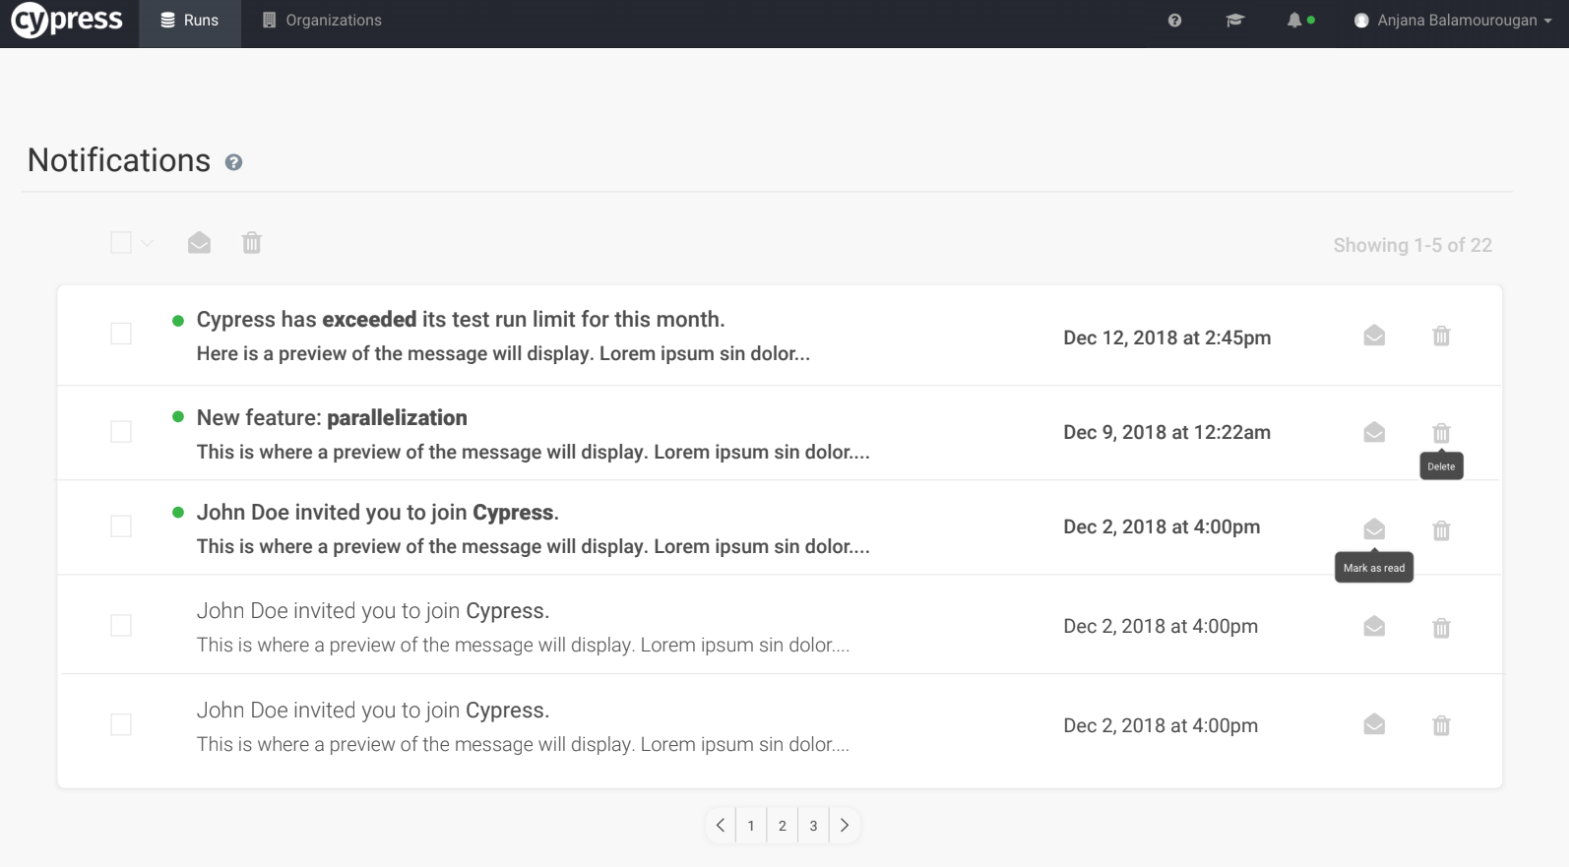 cypress Runs Organizations Anjana Balamourougan
Notifications
Showing 1-5 of 22
Cypress has exceeded its test run limit for this month.
Here is a preview of the message will display. Lorem ipsum sin dolor...
Dec 12, 2018 at 2:45pm
New feature: parallelization
This is where a preview of the message will display. Lorem ipsum sin dolor....
Dec 9, 2018 at 12:22am
Delete
John Doe invited you to join Cypress.
This is where a preview of the message will display. Lorem ipsum sin dolor....
Dec 2, 2018 at 4:00pm
Mark as read
John Doe invited you to join Cypress.
This is where a preview of the message will display. Lorem ipsum sin dolor....
Dec 2, 2018 at 4:00pm
John Doe invited you to join Cypress.
This is where a preview of the message will display. Lorem ipsum sin dolor....
Dec 2, 2018 at 4:00pm
1 2 3